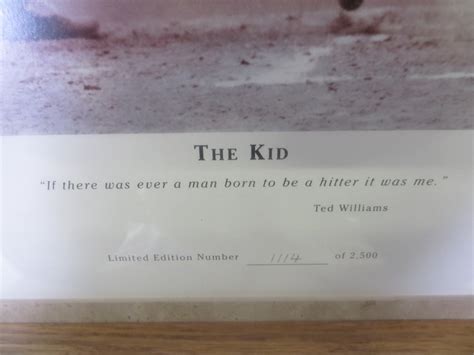 THE KID
"If there was ever a man born to be a hitter it was me."
Ted Williams
Limited Edition Number 1114 of 2,500